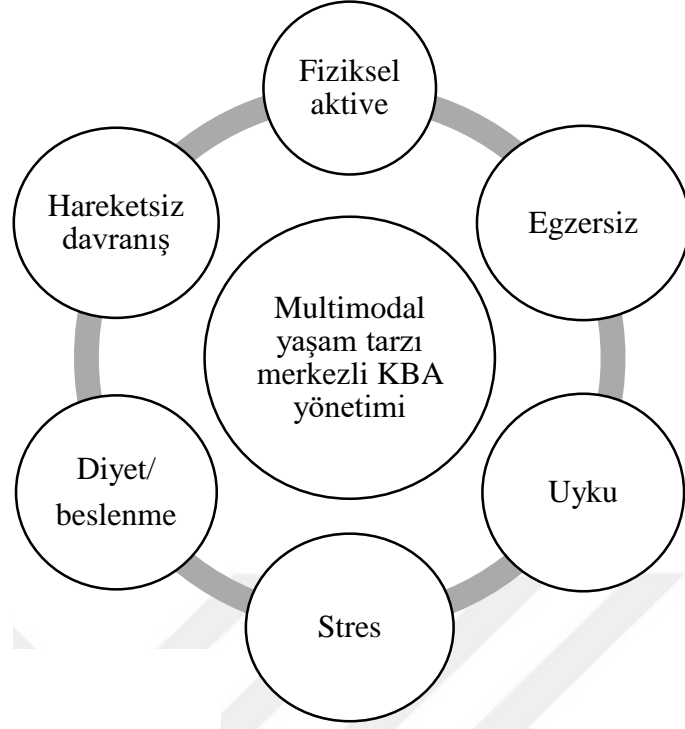 Fiziksel
aktive
Hareketsiz
davranış
Egzersiz
Multimodal
yaşam tarzı
merkezli KBA
yönetimi
Diyet/
beslenme
Uyku
Stres